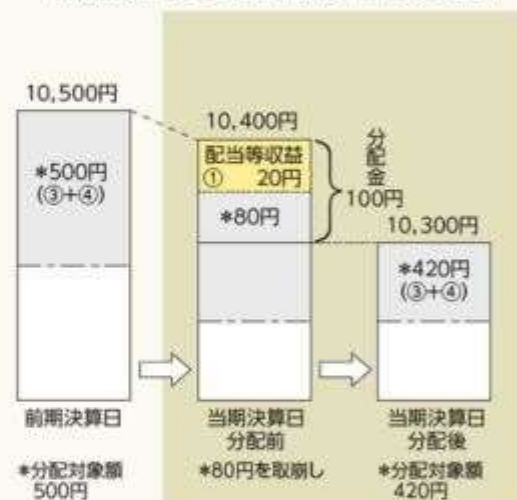 10,500円
*500円
(③+④)
10,400円
配当等収益
① 20円
*80円
分配金
100円
10,300円
*420円
(③+④)
前期決算日
当期決算日
分配前
当期決算日
分配後
*分配対象額
500円
*80円を取崩し
*分配対象額
420円